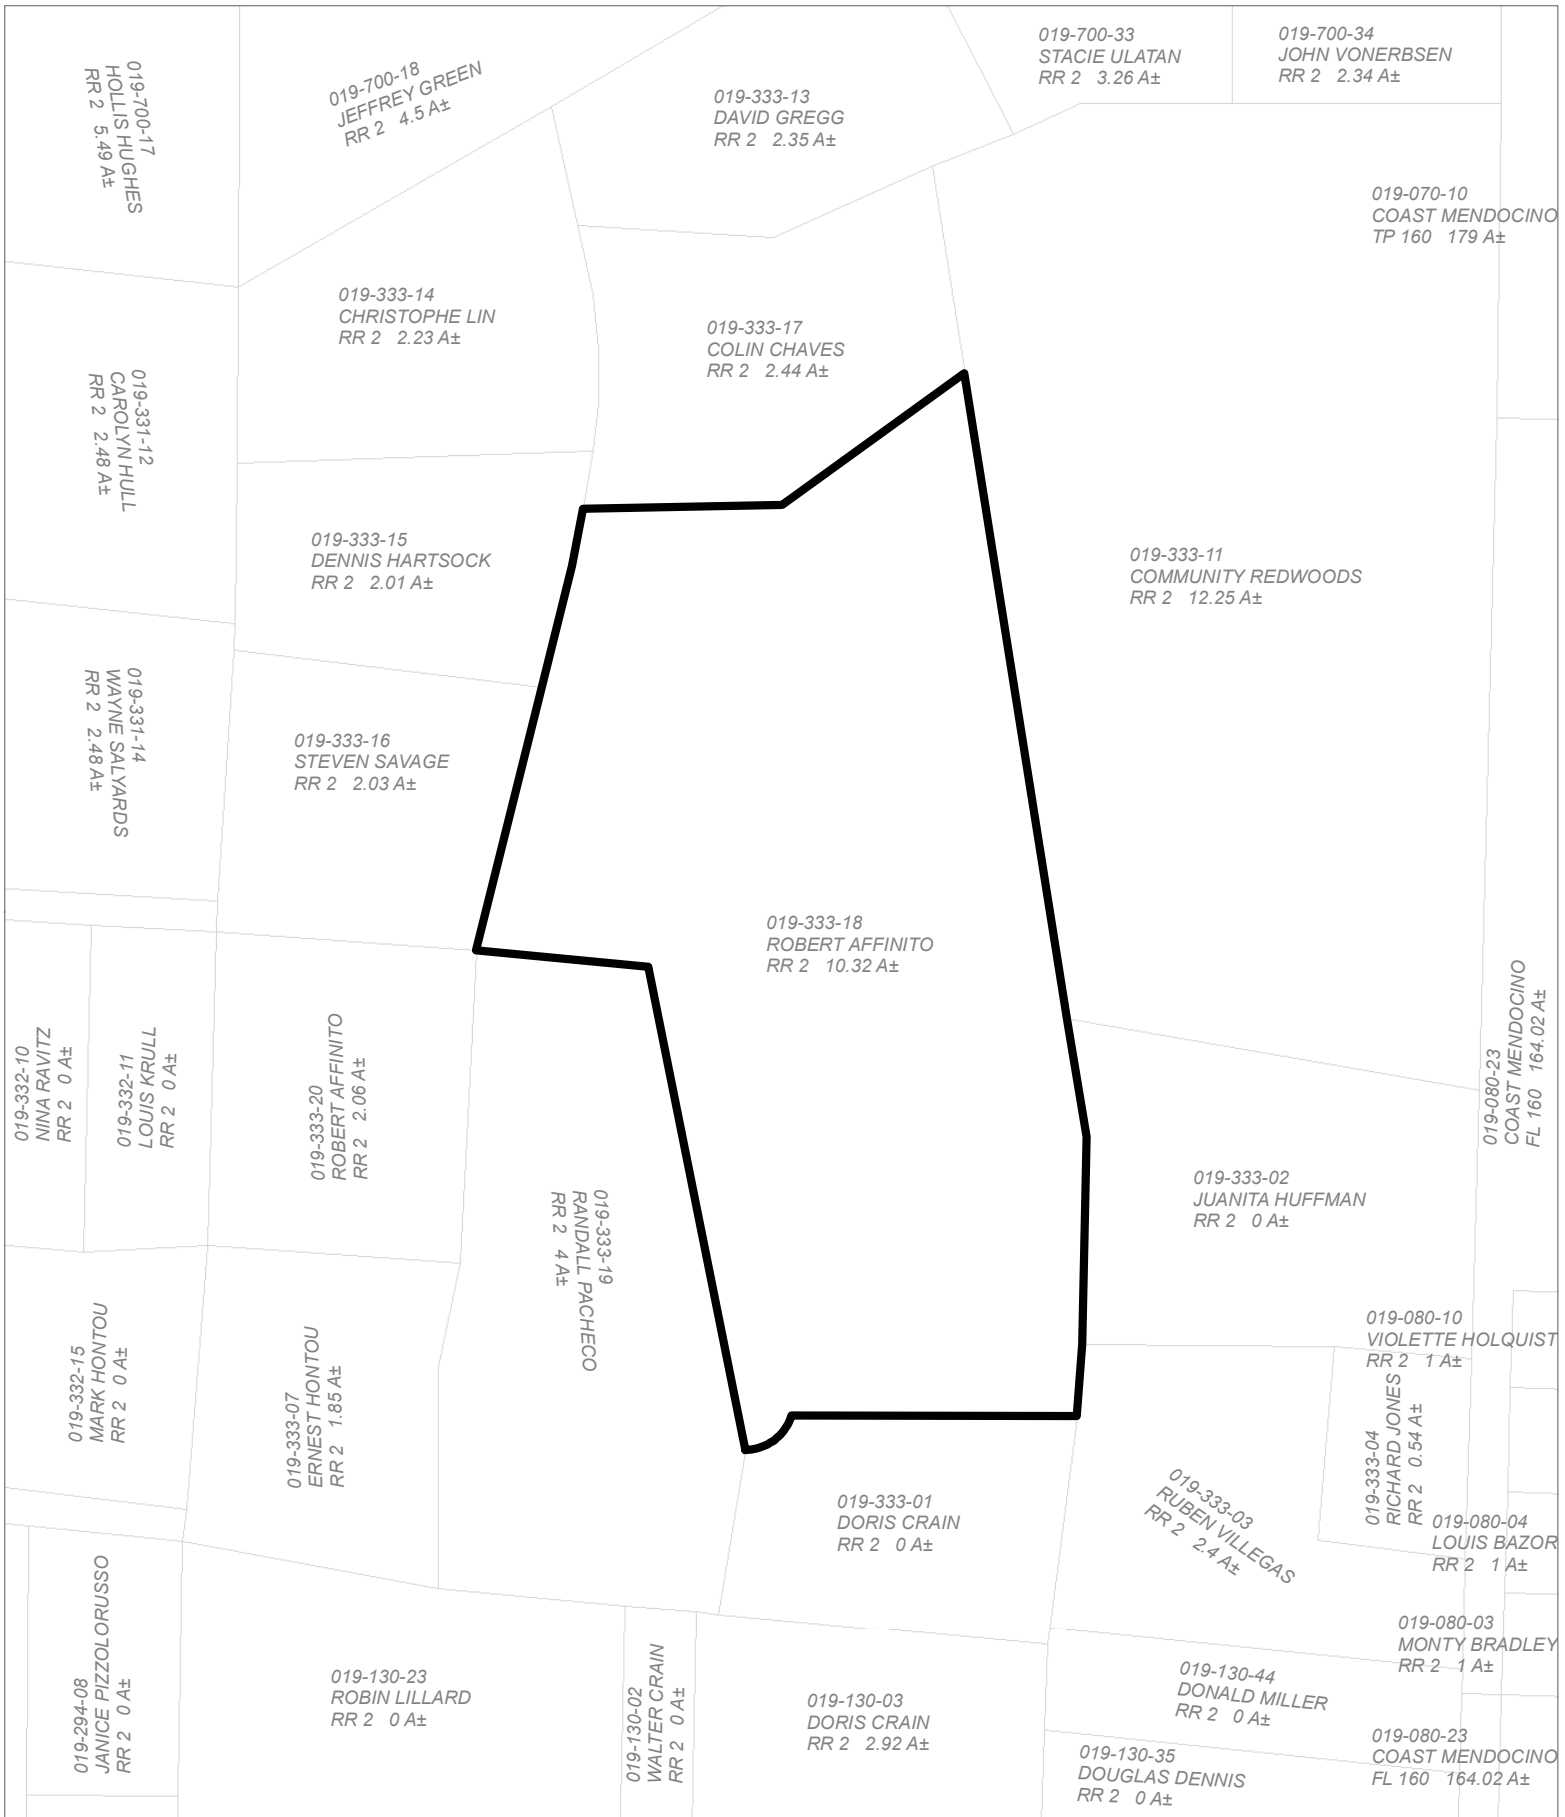 019-700-17
HOLLIS HUGHES
RR 2 5.49 A±
019-700-18
JEFFREY GREEN
RR 2 4.5 A±
019-333-13
DAVID GREGG
RR 2 2.35 A±
019-700-33
STACIE ULATAN
RR 2 3.26 A±
019-700-34
JOHN VONERBSEN
RR 2 2.34 A±
019-070-10
COAST MENDOCINO
TP 160 179 A±
019-333-14
CHRISTOPHE LIN
RR 2 2.23 A±
019-333-17
COLIN CHAVES
RR 2 2.44 A±
019-331-12
CAROLYN HULL
RR 2 2.48 A±
019-333-15
DENNIS HARTSOCK
RR 2 2.01 A±
019-333-11
COMMUNITY REDWOODS
RR 2 12.25 A±
019-331-14
WAYNE SALYARDS
RR 2 2.48 A±
019-333-16
STEVEN SAVAGE
RR 2 2.03 A±
019-333-18
ROBERT AFFINITO
RR 2 10.32 A±
019-080-23
COAST MENDOCINO
FL 160 164.02 A±
019-332-10
NINA RAVITZ
RR 2 0 A±
019-332-11
LOUIS KRULL
RR 2 0 A±
019-333-20
ROBERT AFFINITO
RR 2 2.06 A±
019-333-19
RANDALL PACHECO
RR 2 4 A±
019-333-02
JUANITA HUFFMAN
RR 2 0 A±
019-332-15
MARK HONTOU
RR 2 0 A±
019-333-07
ERNEST HONTOU
RR 2 1.85 A±
019-080-10
VIOLETTE HOLQUIST
RR 2 1 A±
019-333-04
RICHARD JONES
RR 2 0.54 A±
019-333-01
DORIS CRAIN
RR 2 0 A±
019-333-03
RUBEN VILLEGAS
RR 2 2.4 A±
019-080-04
LOUIS BAZOR
RR 2 1 A±
019-294-08
JANICE PIZZOLORUSSO
RR 2 0 A±
019-130-23
ROBIN LILLARD
RR 2 0 A±
019-130-02
WALTER CRAIN
RR 2 0 A±
019-130-03
DORIS CRAIN
RR 2 2.92 A±
019-080-03
MONTY BRADLEY
RR 2 1 A±
019-130-44
DONALD MILLER
RR 2 0 A±
019-130-35
DOUGLAS DENNIS
RR 2 0 A±
019-080-23
COAST MENDOCINO
FL 160 164.02 A±